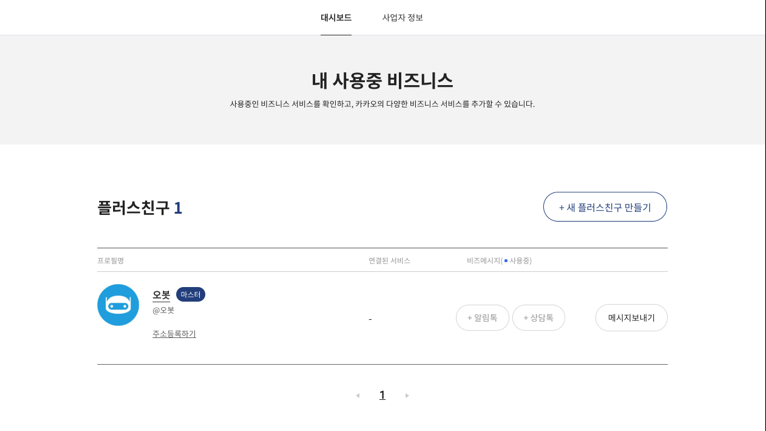 대시보드 사업자 정보
내 사용중 비즈니스
사용중인 비즈니스 서비스를 확인하고, 카카오의 다양한 비즈니스 서비스를 추가할 수 있습니다.
플러스친구 1
+ 새 플러스친구 만들기
프로필명 연결된 서비스 비즈메시지( • 사용중)
오봇 마스터
@오봇
주소등록하기
- + 알림톡 + 상담톡 메시지보내기
1